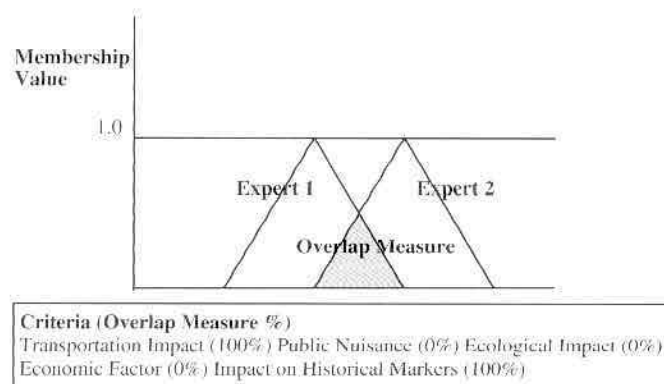 Membership
Value
1.0
Expert 1
Expert 2
Overlap Measure
Criteria (Overlap Measure %)
Transportation Impact (100%) Public Nuisance (0%) Ecological Impact (0%)
Economic Factor (0%) Impact on Historical Markers (100%)